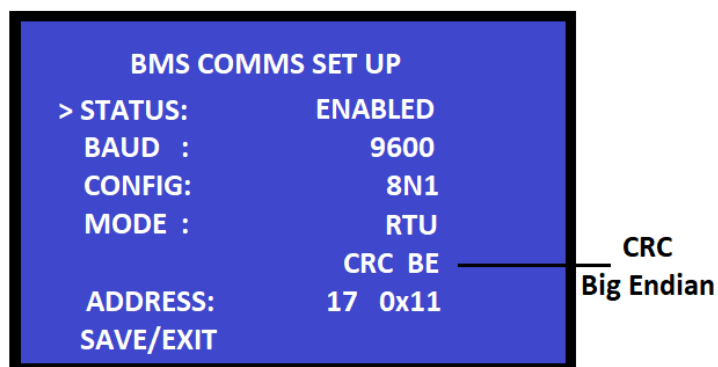 BMS COMMS SET UP
> STATUS: ENABLED
BAUD : 9600
CONFIG: 8N1
MODE : RTU
CRC BE
ADDRESS: 17 0x11
SAVE/EXIT
CRC
Big Endian